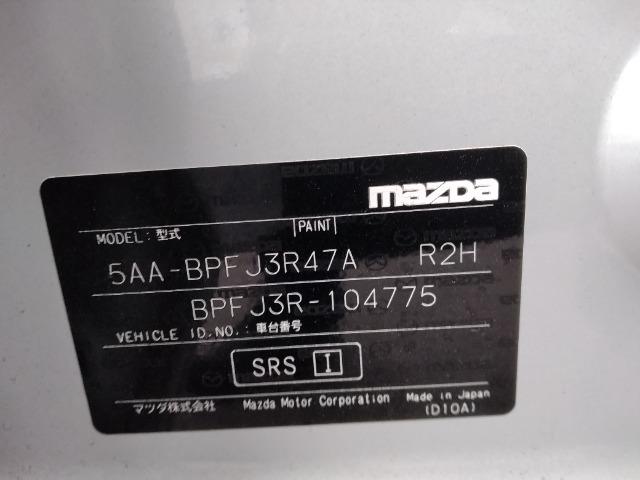 mazda
MODEL: 型式 PAINT
5AA-BPFJ3R47A R2H
BPFJ3R-104775
VEHICLE ID.NO.: 車台番号
SRS I
マツダ株式会社 Mazda Motor Corporation Made in Japan
(D10A)